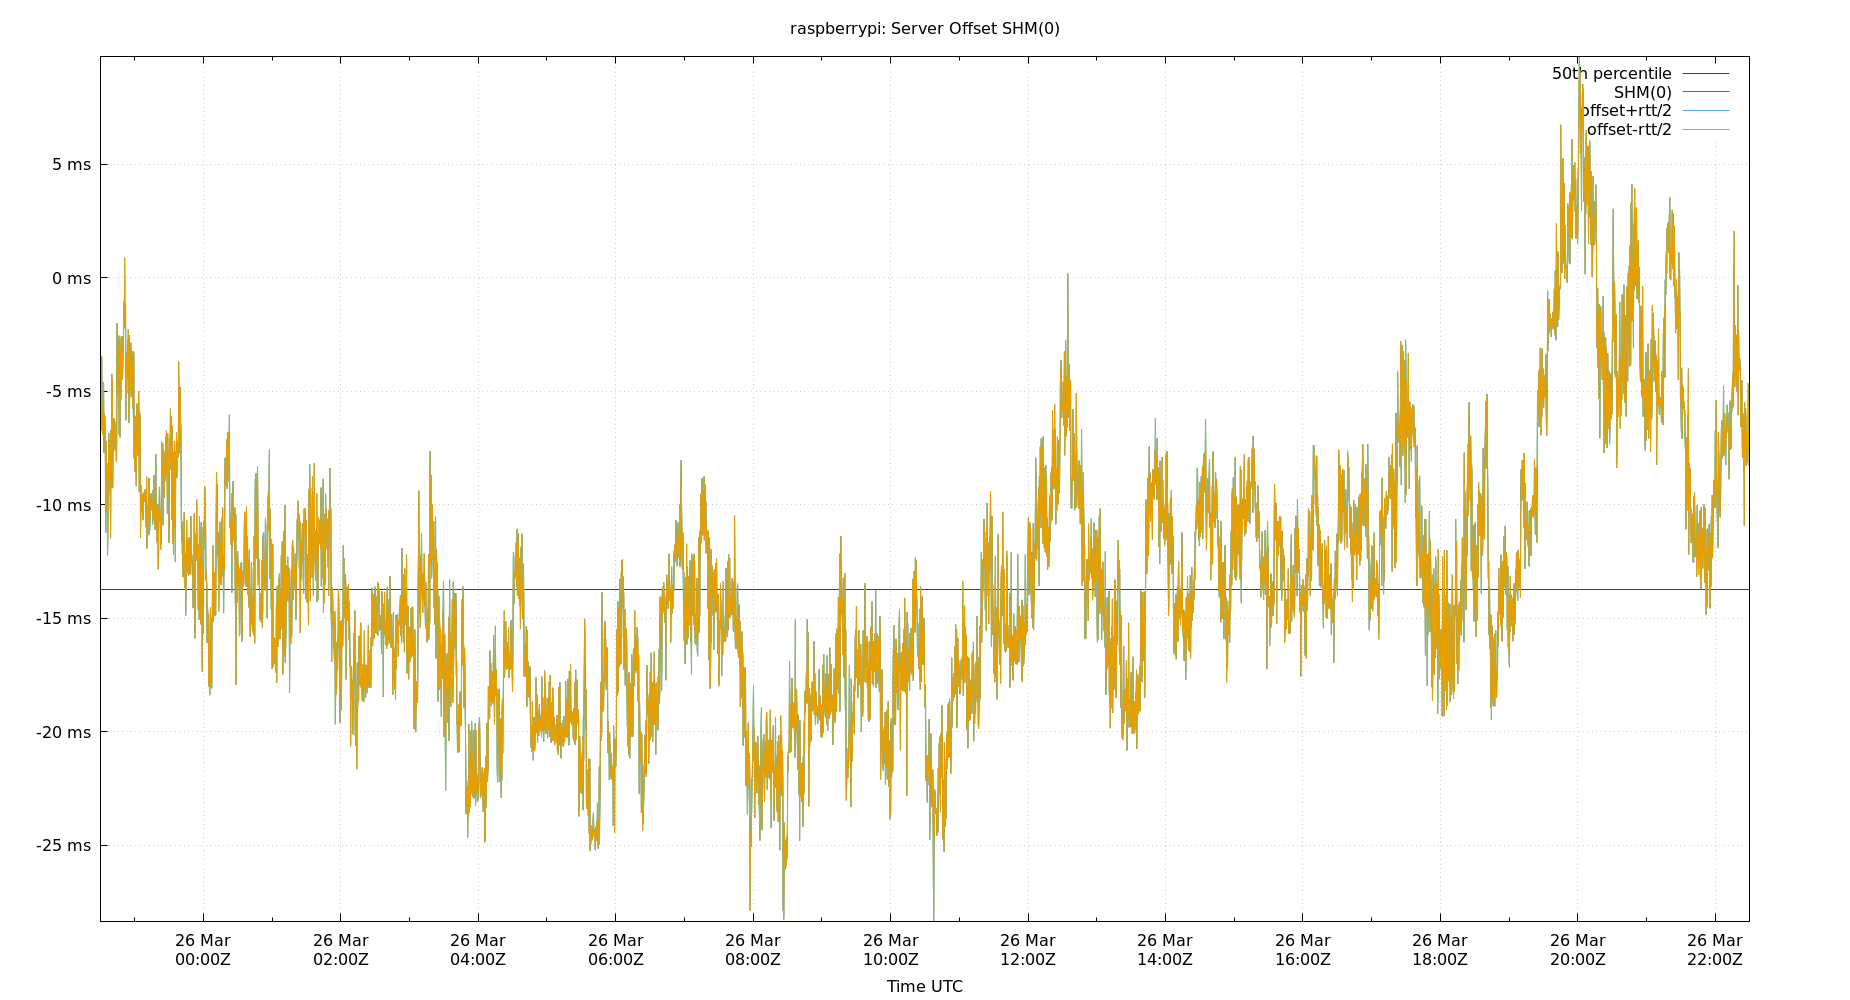 raspberrypi: Server Offset SHM(0)
50th percentile
SHM(0)
offset+rtt/2
offset-rtt/2
5 ms
0 ms
-5 ms
-10 ms
-15 ms
-20 ms
-25 ms
26 Mar 26 Mar 26 Mar 26 Mar 26 Mar 26 Mar 26 Mar 26 Mar 26 Mar 26 Mar 26 Mar 26 Mar
00:00Z 02:00Z 04:00Z 06:00Z 08:00Z 10:00Z 12:00Z 14:00Z 16:00Z 18:00Z 20:00Z 22:00Z
Time UTC